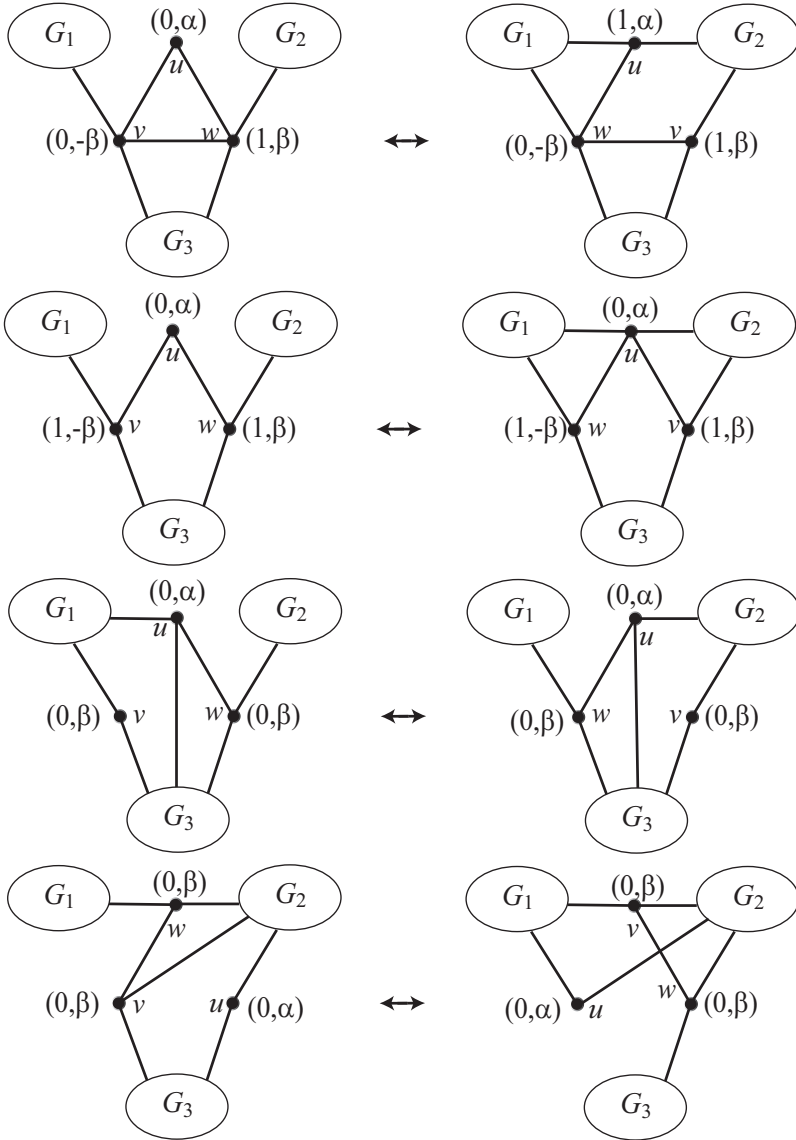 G1 (0,α) G2 G1 (1,α) G2
u u
(0,-β) v w (1,β) ↔ (0,-β) w v (1,β)
G3 G3
G1 (0,α) G2 G1 (0,α) G2
u u
(1,-β) v w (1,β) ↔ (1,-β) w v (1,β)
G3 G3
G1 (0,α) G2 G1 (0,α) G2
u u
(0,β) v w (0,β) ↔ (0,β) w v (0,β)
G3 G3
G1 (0,β) G2 G1 (0,β) G2
w v
(0,β) v u (0,α) ↔ (0,α) u w (0,β)
G3 G3